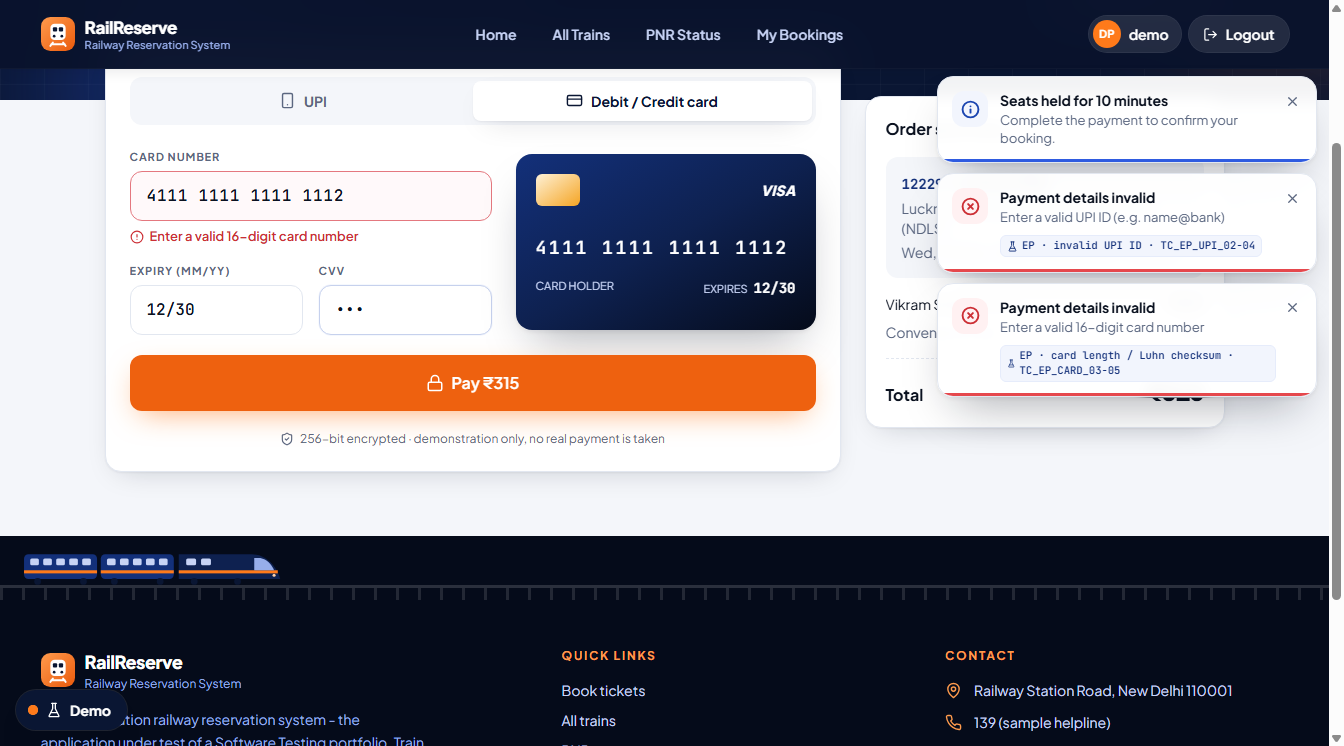 RailReserve
Railway Reservation System
Home
All Trains
PNR Status
My Bookings
DP demo
Logout
UPI
Debit / Credit card
CARD NUMBER
4111 1111 1111 1112
Enter a valid 16-digit card number
EXPIRY (MM/YY)
CVV
12/30
•••
VISA
4111 1111 1111 1112
CARD HOLDER
EXPIRES 12/30
Pay ₹315
256-bit encrypted · demonstration only, no real payment is taken
Order
Vikram
Total
Seats held for 10 minutes
Complete the payment to confirm your
booking.
Payment details invalid
Enter a valid UPI ID (e.g. name@bank)
EP · invalid UPI ID · TC_EP_UPI_02-04
Payment details invalid
Enter a valid 16-digit card number
EP · card length / Luhn checksum ·
TC_EP_CARD_03-05
RailReserve
Railway Reservation System
railway reservation system - the
application under test of a Software Testing portfolio. Train
Demo
QUICK LINKS
Book tickets
All trains
CONTACT
Railway Station Road, New Delhi 110001
139 (sample helpline)